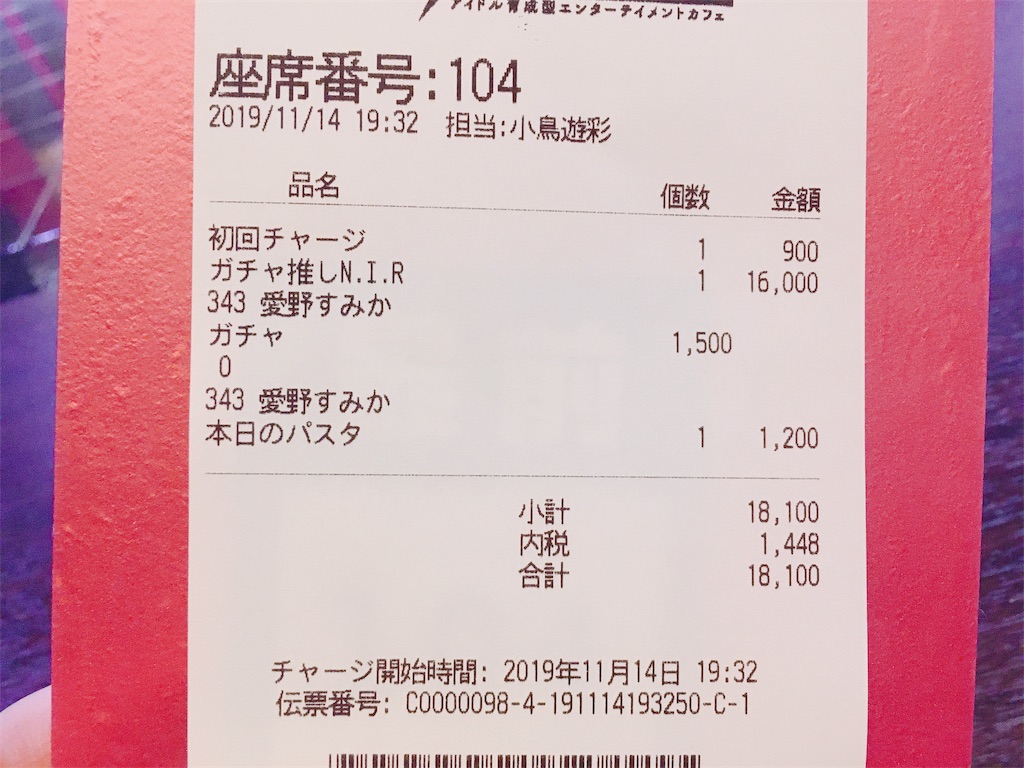 アイドル育成型エンターテイメントカフェ
座席番号:104
2019/11/14 19:32 担当:小鳥遊彩
品名 個数 金額
初回チャージ 1 900
ガチャ推しN.I.R 1 16,000
343 愛野すみか
ガチャ 1,500
0
343 愛野すみか
本日のパスタ 1 1,200
小計 18,100
内税 1,448
合計 18,100
チャージ開始時間: 2019年11月14日 19:32
伝票番号: C0000098-4-191114193250-C-1